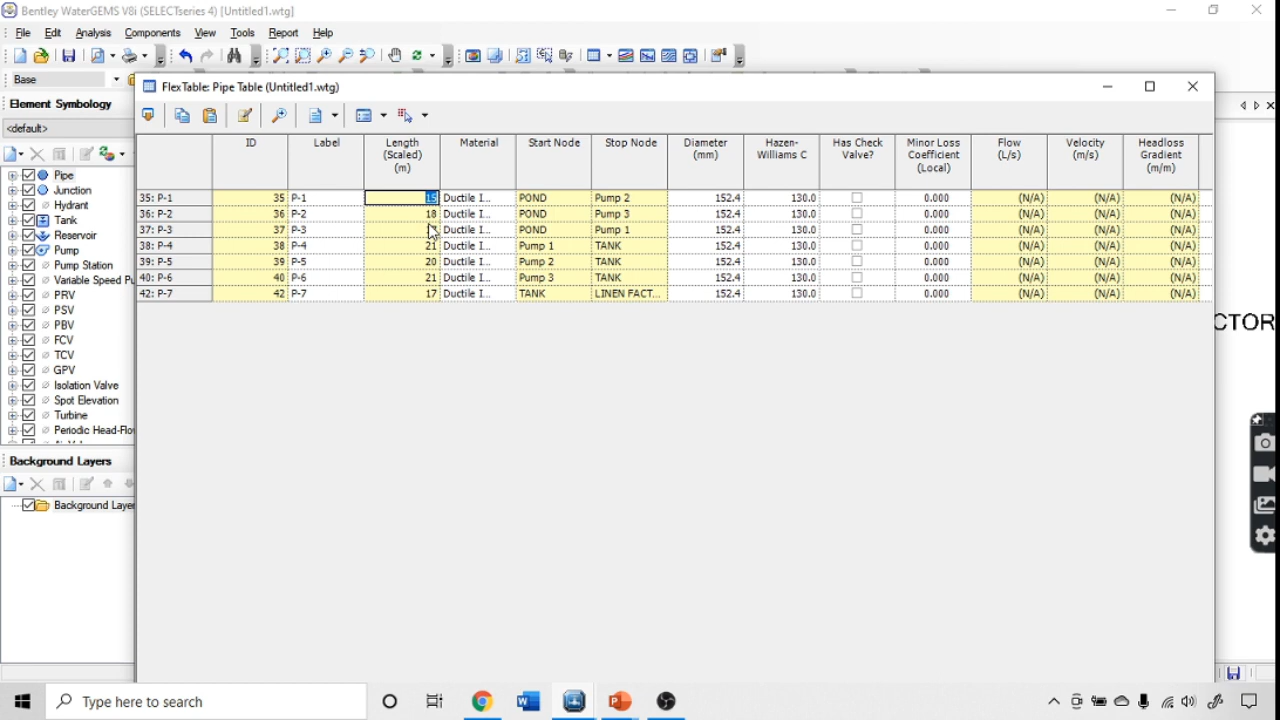 Bentley WaterGEMS V8i (SELECTseries 4) [Untitled1.wtg]
File Edit Analysis Components View Tools Report Help
Base
FlexTable: Pipe Table (Untitled1.wtg)
Element Symbology
<default>
Pipe
Junction
Hydrant
Tank
Reservoir
Pump
Pump Station
Variable Speed Pu
PRV
PSV
PBV
FCV
TCV
GPV
Isolation Valve
Spot Elevation
Turbine
Periodic Head-Flo
Background Layers
Background Layer
ID Label Length (Scaled) (m) Material Start Node Stop Node Diameter (mm) Hazen-Williams C Has Check Valve? Minor Loss Coefficient (Local) Flow (L/s) Velocity (m/s) Headloss Gradient (m/m)
35: P-1 35 P-1 15 Ductile I... POND Pump 2 152.4 130.0 0.000 (N/A) (N/A) (N/A)
36: P-2 36 P-2 18 Ductile I... POND Pump 3 152.4 130.0 0.000 (N/A) (N/A) (N/A)
37: P-3 37 P-3 Ductile I... POND Pump 1 152.4 130.0 0.000 (N/A) (N/A) (N/A)
38: P-4 38 P-4 21 Ductile I... Pump 1 TANK 152.4 130.0 0.000 (N/A) (N/A) (N/A)
39: P-5 39 P-5 20 Ductile I... Pump 2 TANK 152.4 130.0 0.000 (N/A) (N/A) (N/A)
40: P-6 40 P-6 21 Ductile I... Pump 3 TANK 152.4 130.0 0.000 (N/A) (N/A) (N/A)
42: P-7 42 P-7 17 Ductile I... TANK LINEN FACT... 152.4 130.0 0.000 (N/A) (N/A) (N/A)
CTOR
Type here to search